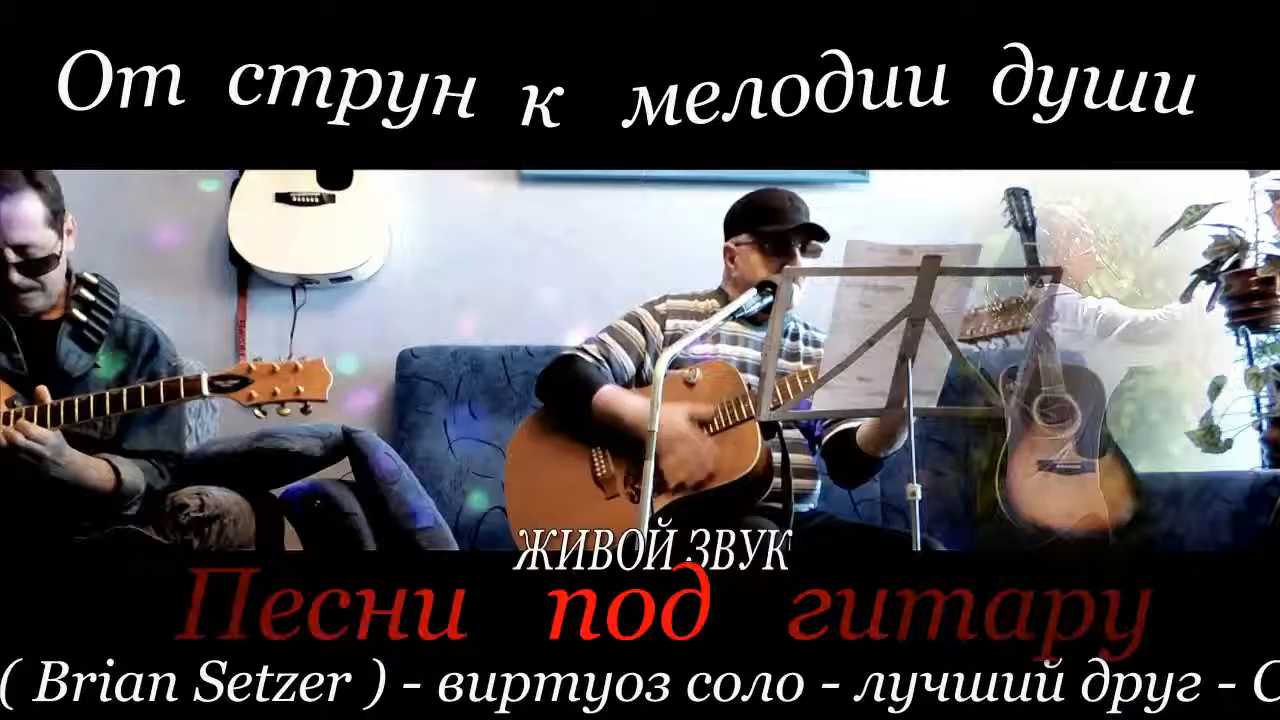 От струн к мелодии души
ЖИВОЙ ЗВУК
Песни под гитару
( Brian Setzer ) - виртуоз соло - лучший друг - С